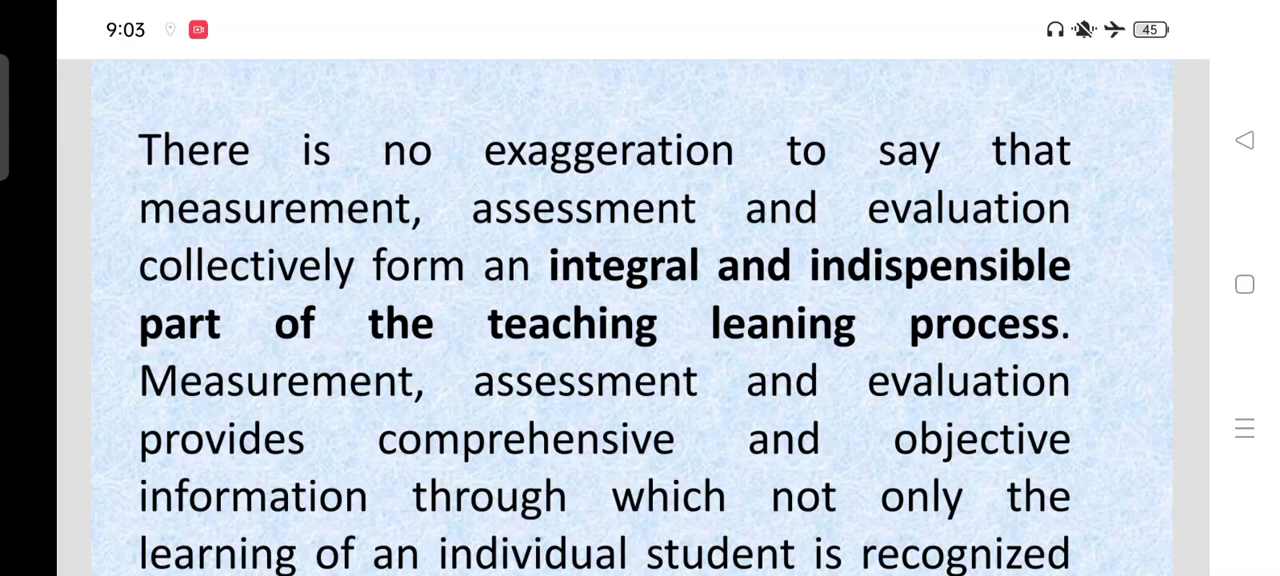 9:03
45
There is no exaggeration to say that
measurement, assessment and evaluation
collectively form an integral and indispensible
part of the teaching leaning process.
Measurement, assessment and evaluation
provides comprehensive and objective
information through which not only the
learning of an individual student is recognized